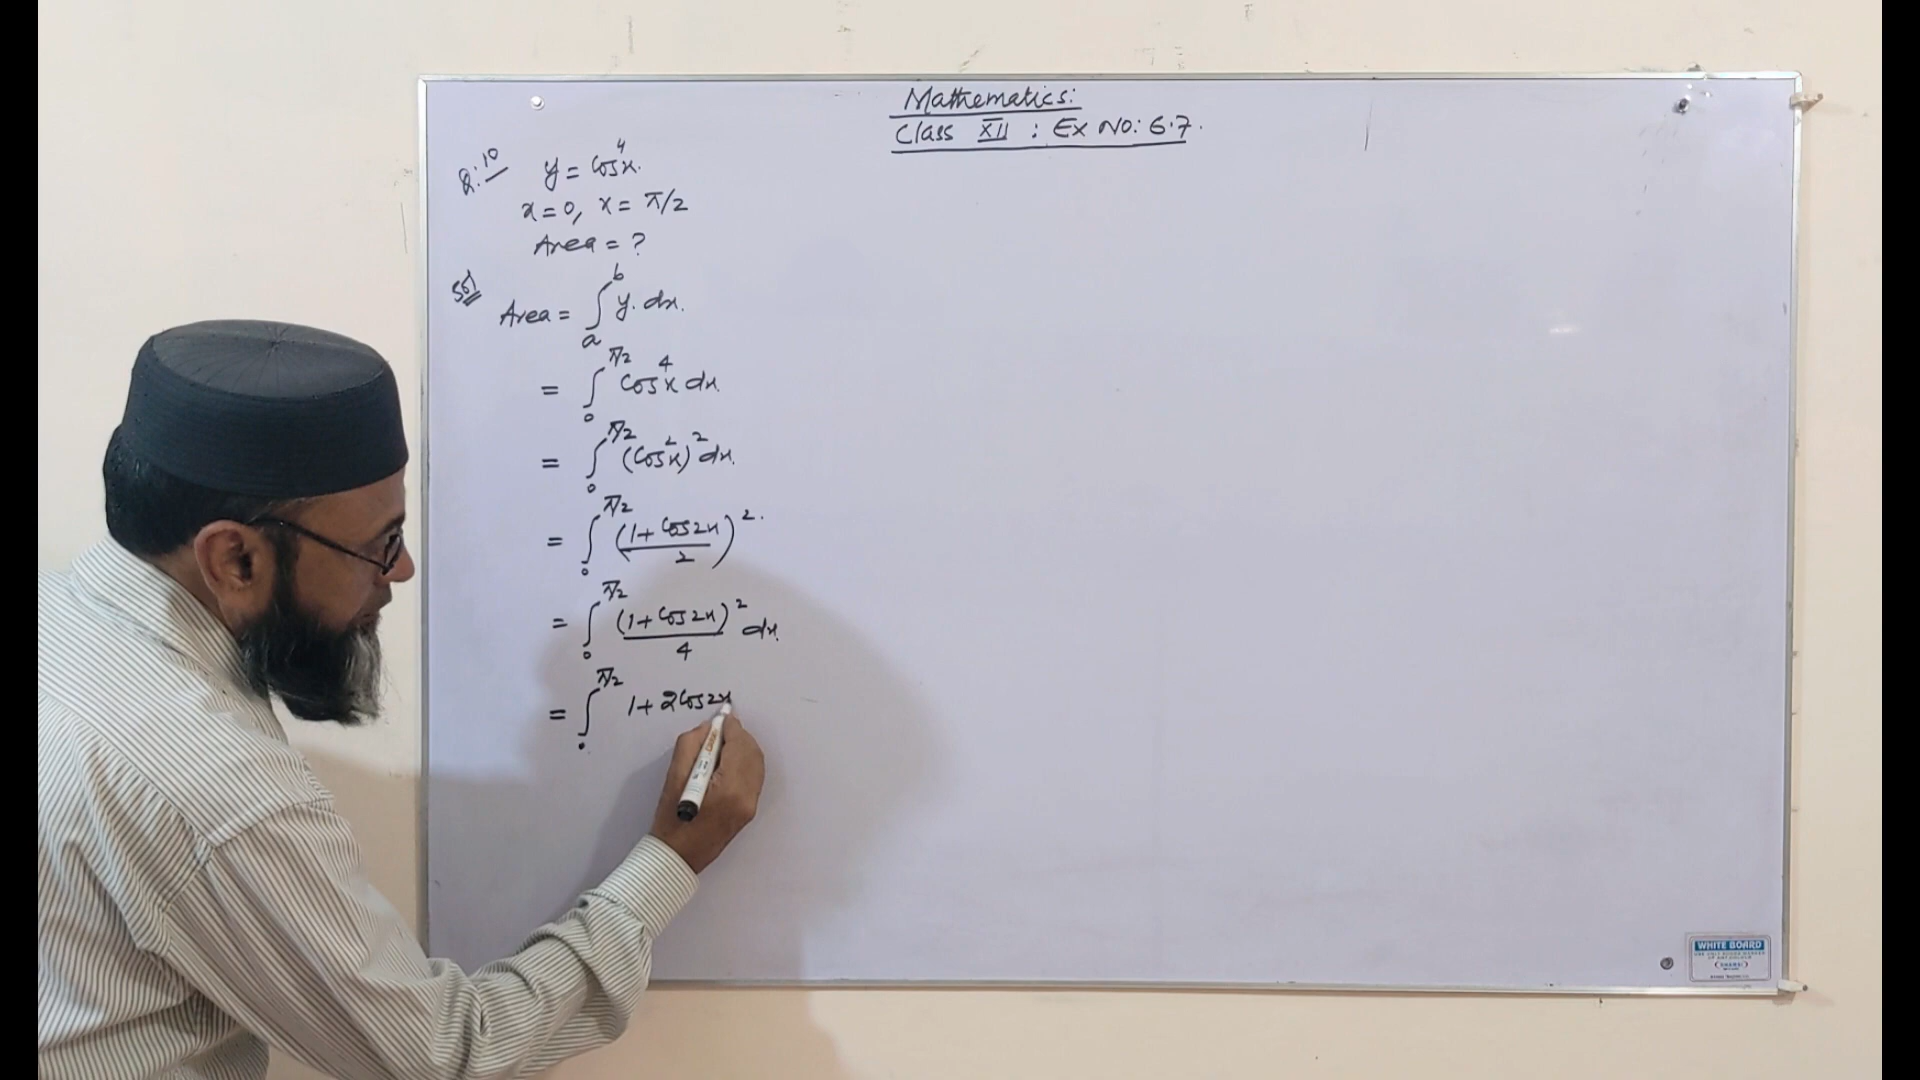 Mathematics:
Class XII : Ex No: 6.7.
Q:10 y = Cos⁴x.
x = 0, x = π/2
Area = ?
Sol Area = ∫ₐᵇ y. dx.
= ∫₀^π/2 Cos⁴x dx.
= ∫₀^π/2 (Cos²x)² dx.
= ∫₀^π/2 ((1+Cos2x)/2)².
= ∫₀^π/2 (1+Cos2x)²/4 dx.
= ∫₀^π/2 1+2Cos2x
WHITE BOARD